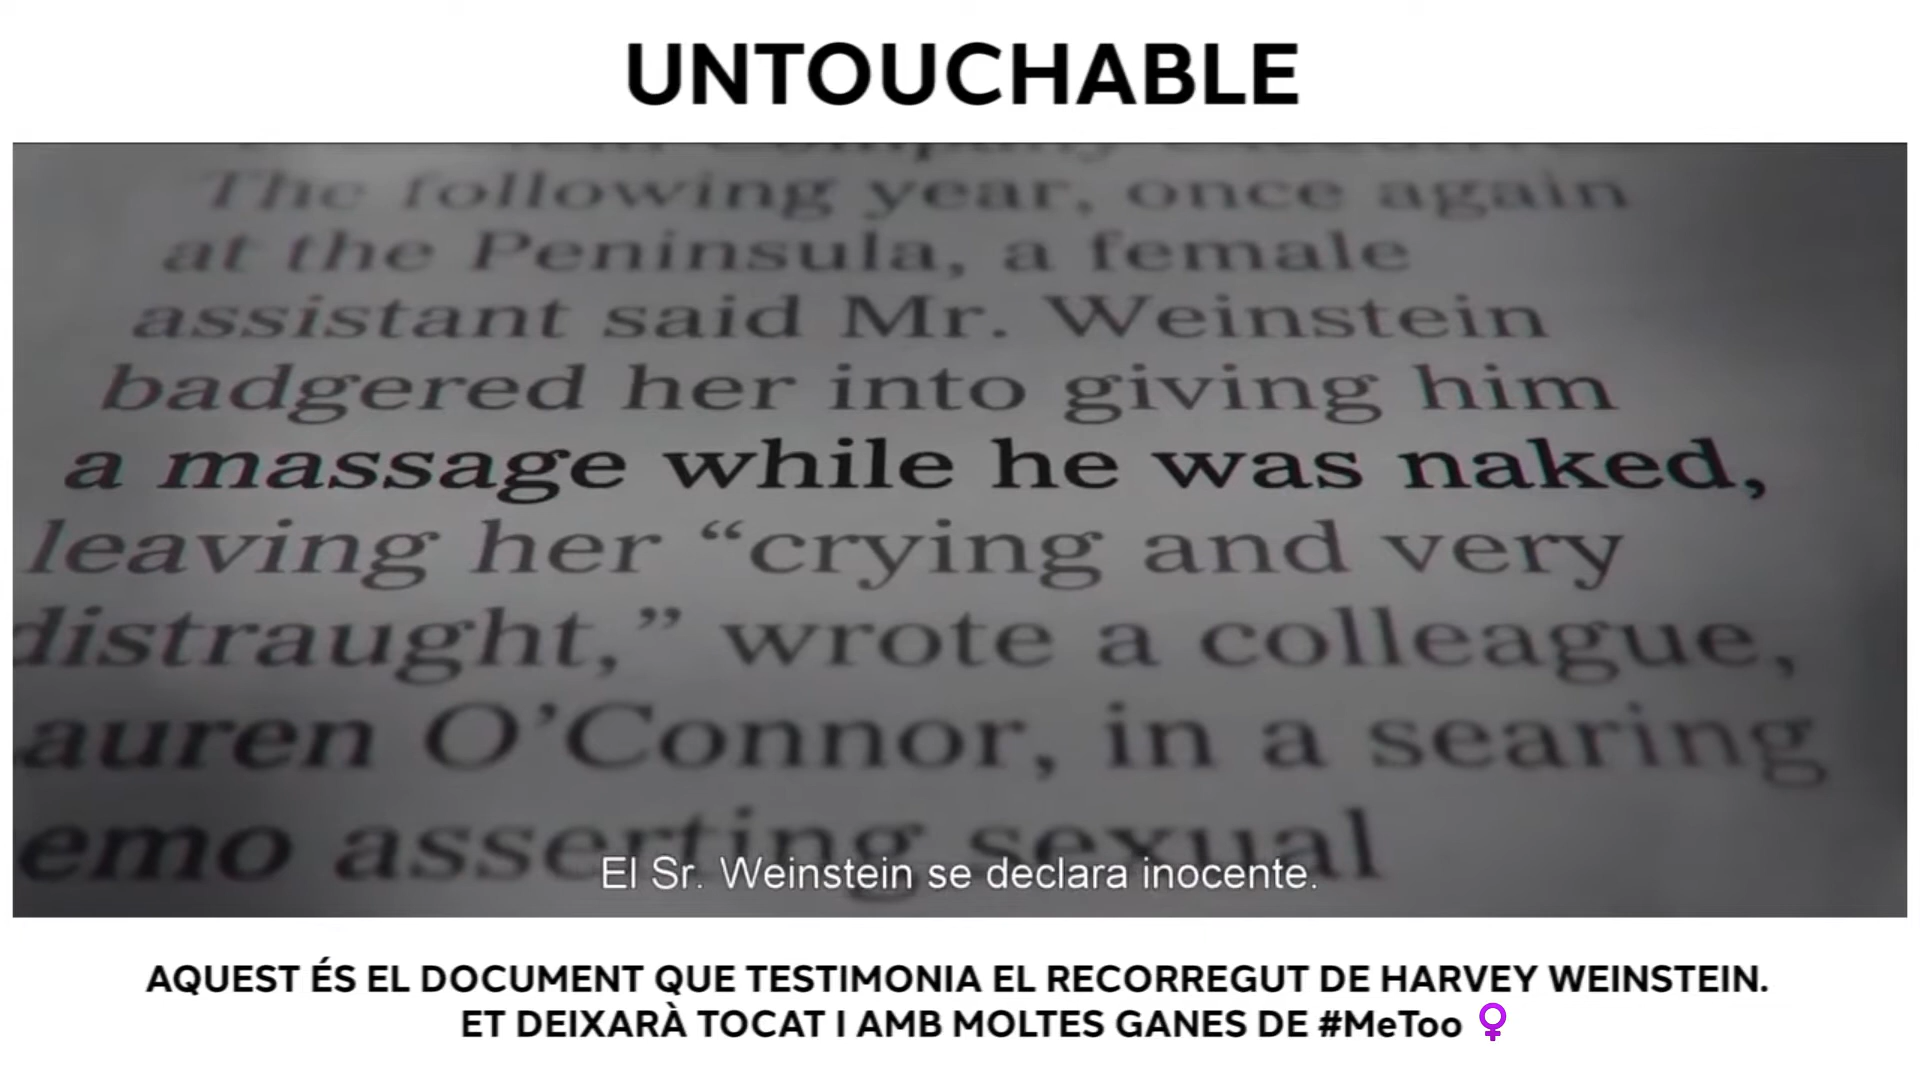 UNTOUCHABLE
The following year, once again
at the Peninsula, a female
assistant said Mr. Weinstein
badgered her into giving him
a massage while he was naked,
leaving her “crying and very
distraught,” wrote a colleague,
auren O’Connor, in a searing
emo asserting sexual
El Sr. Weinstein se declara inocente.
AQUEST ÉS EL DOCUMENT QUE TESTIMONIA EL RECORREGUT DE HARVEY WEINSTEIN.
ET DEIXARÀ TOCAT I AMB MOLTES GANES DE #MeToo ♀